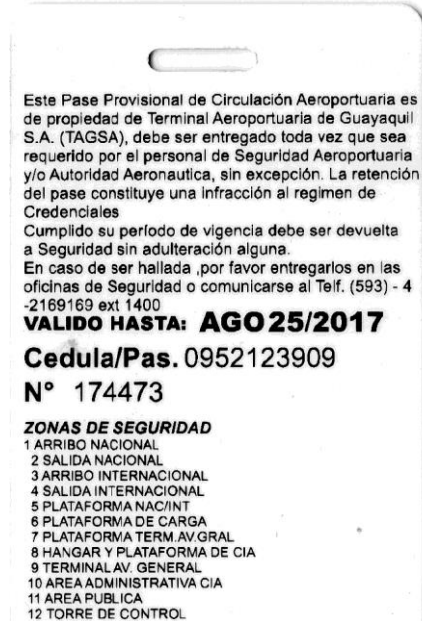 Este Pase Provisional de Circulación Aeroportuaria es
de propiedad de Terminal Aeroportuaria de Guayaquil
S.A. (TAGSA), debe ser entregado toda vez que sea
requerido por el personal de Seguridad Aeroportuaria
y/o Autoridad Aeronautica, sin excepción. La retención
del pase constituye una infracción al regimen de
Credenciales
Cumplido su período de vigencia debe ser devuelta
a Seguridad sin adulteración alguna.
En caso de ser hallada ,por favor entregarlos en las
oficinas de Seguridad o comunicarse al Telf. (593) - 4
-2169169 ext 1400
VALIDO HASTA: AGO 25/2017
Cedula/Pas. 0952123909
N° 174473
ZONAS DE SEGURIDAD
1 ARRIBO NACIONAL
2 SALIDA NACIONAL
3 ARRIBO INTERNACIONAL
4 SALIDA INTERNACIONAL
5 PLATAFORMA NAC/INT
6 PLATAFORMA DE CARGA
7 PLATAFORMA TERM.AV.GRAL
8 HANGAR Y PLATAFORMA DE CIA
9 TERMINAL AV. GENERAL
10 AREA ADMINISTRATIVA CIA
11 AREA PUBLICA
12 TORRE DE CONTROL